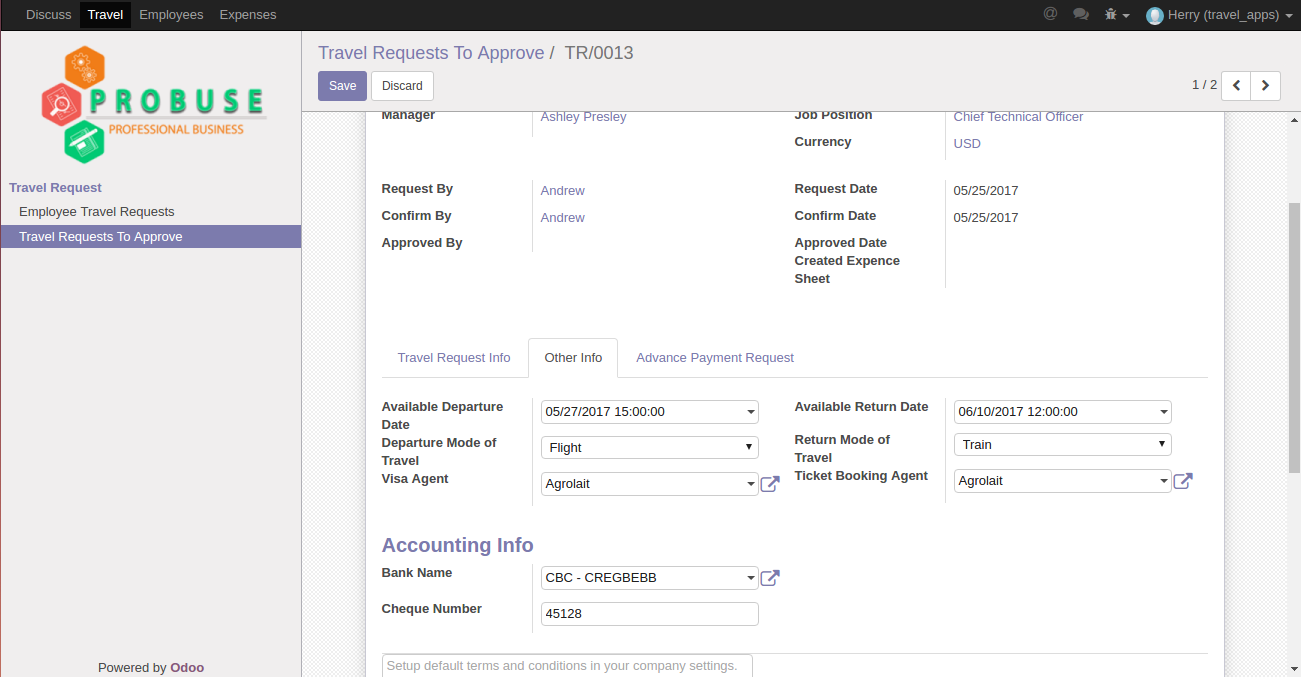 Discuss Travel Employees Expenses
@ Herry (travel_apps)
PROBUSE
PROFESSIONAL BUSINESS
Travel Request
Employee Travel Requests
Travel Requests To Approve
Powered by Odoo
Travel Requests To Approve / TR/0013
Save Discard
1 / 2
Manager Ashley Presley Job Position Chief Technical Officer
Currency USD
Request By Andrew Request Date 05/25/2017
Confirm By Andrew Confirm Date 05/25/2017
Approved By Approved Date
Created Expence
Sheet
Travel Request Info Other Info Advance Payment Request
Available Departure
Date 05/27/2017 15:00:00 Available Return Date 06/10/2017 12:00:00
Departure Mode of
Travel Flight Return Mode of
Travel Train
Visa Agent Agrolait Ticket Booking Agent Agrolait
Accounting Info
Bank Name CBC - CREGBEBB
Cheque Number 45128
Setup default terms and conditions in your company settings.